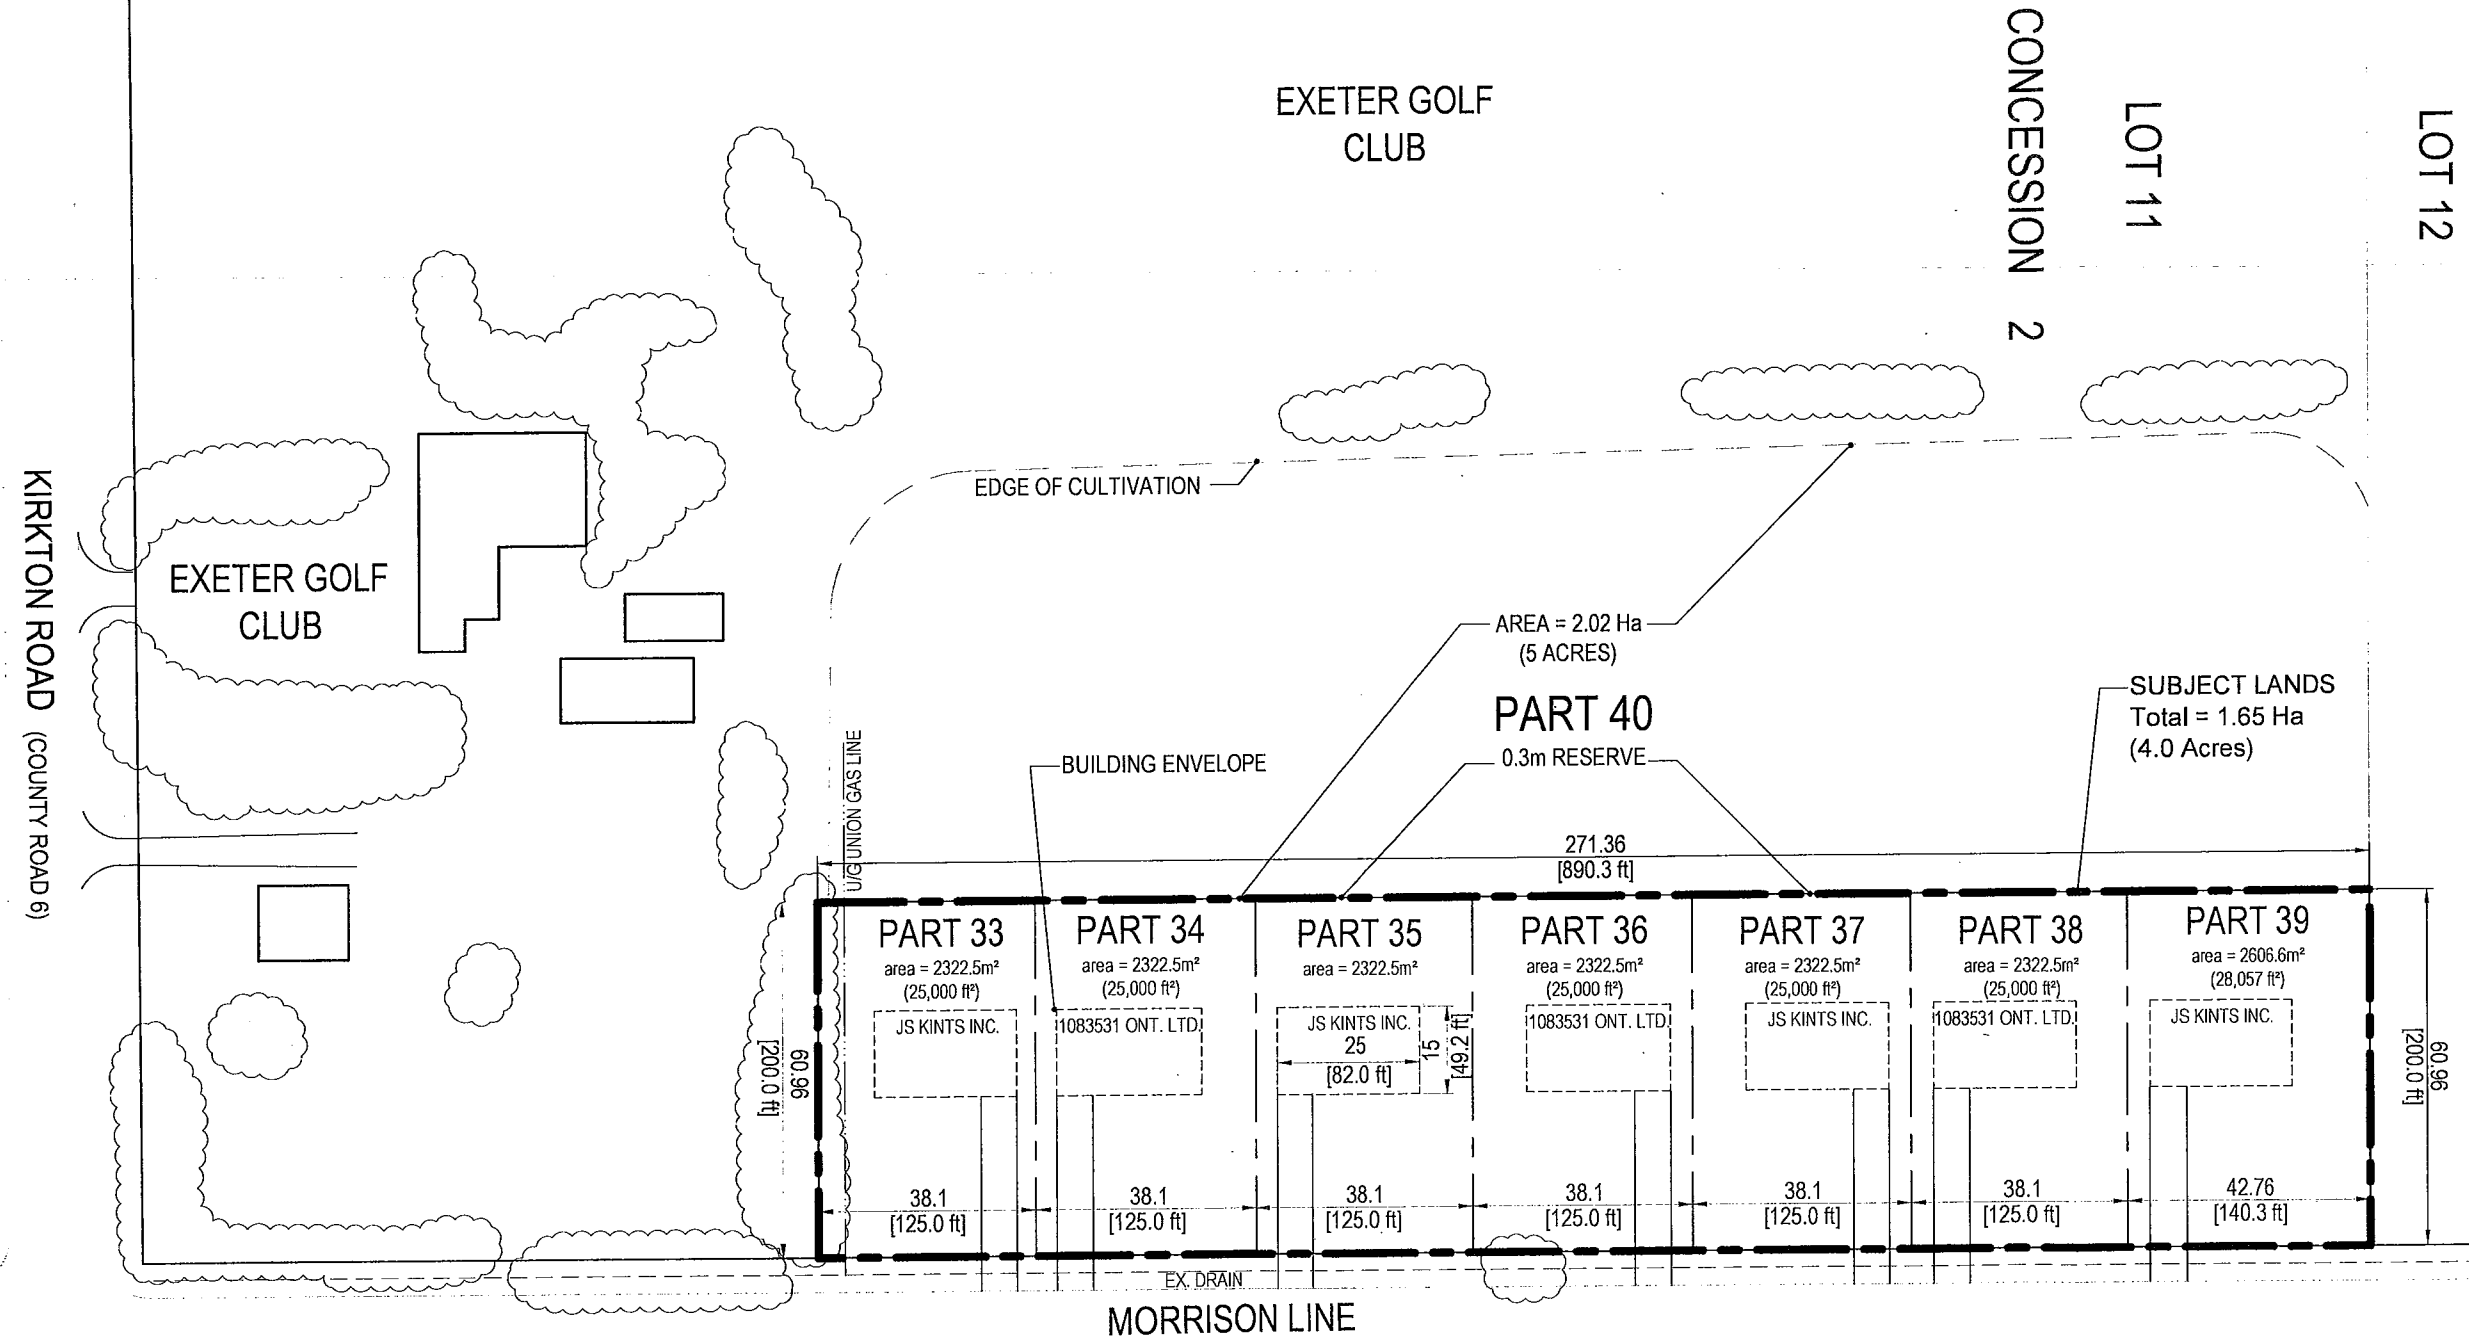 CONCESSION 2
LOT 11
LOT 12
EXETER GOLF
CLUB
EDGE OF CULTIVATION
KIRKTON ROAD (COUNTY ROAD 6)
EXETER GOLF
CLUB
AREA = 2.02 Ha
(5 ACRES)
PART 40
0.3m RESERVE
SUBJECT LANDS
Total = 1.65 Ha
(4.0 Acres)
BUILDING ENVELOPE
U/G UNION GAS LINE
271.36
[890.3 ft]
PART 33
area = 2322.5m²
(25,000 ft²)
JS KINTS INC.
PART 34
area = 2322.5m²
(25,000 ft²)
1083531 ONT. LTD.
PART 35
area = 2322.5m²
JS KINTS INC.
25
[82.0 ft]
15
[49.2 ft]
PART 36
area = 2322.5m²
(25,000 ft²)
1083531 ONT. LTD.
PART 37
area = 2322.5m²
(25,000 ft²)
JS KINTS INC.
PART 38
area = 2322.5m²
(25,000 ft²)
1083531 ONT. LTD.
PART 39
area = 2606.6m²
(28,057 ft²)
JS KINTS INC.
60.96
[200.0 ft]
60.96
[200.0 ft]
38.1
[125.0 ft]
38.1
[125.0 ft]
38.1
[125.0 ft]
38.1
[125.0 ft]
38.1
[125.0 ft]
38.1
[125.0 ft]
42.76
[140.3 ft]
EX. DRAIN
MORRISON LINE